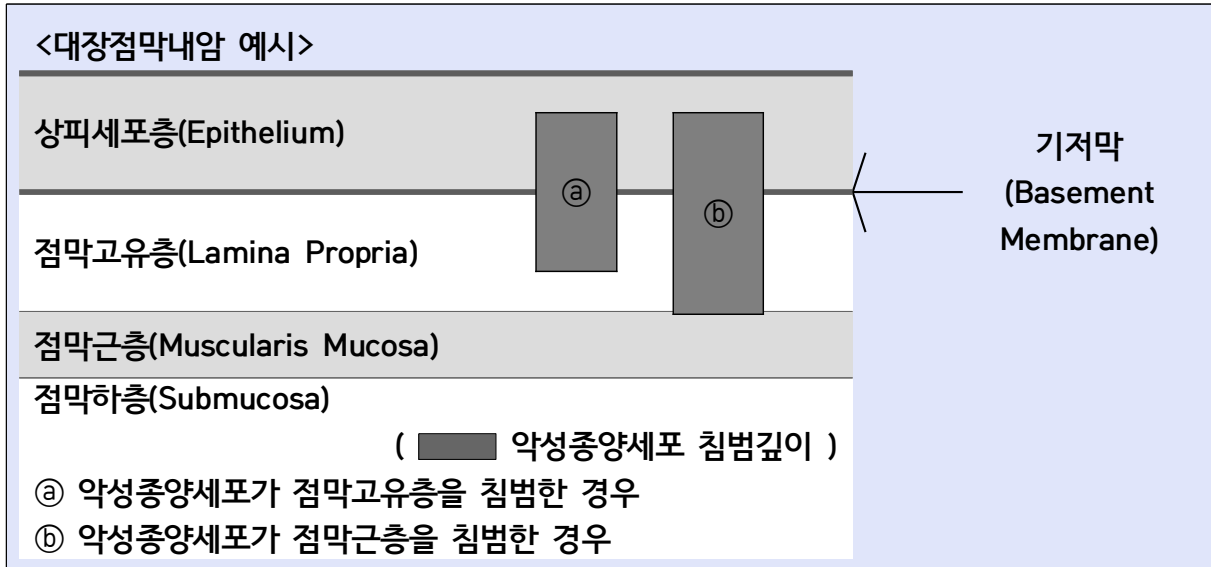 <대장점막내암 예시>
상피세포층(Epithelium)
ⓐ
ⓑ
기저막
(Basement
Membrane)
점막고유층(Lamina Propria)
점막근층(Muscularis Mucosa)
점막하층(Submucosa)
( 악성종양세포 침범깊이 )
ⓐ 악성종양세포가 점막고유층을 침범한 경우
ⓑ 악성종양세포가 점막근층을 침범한 경우